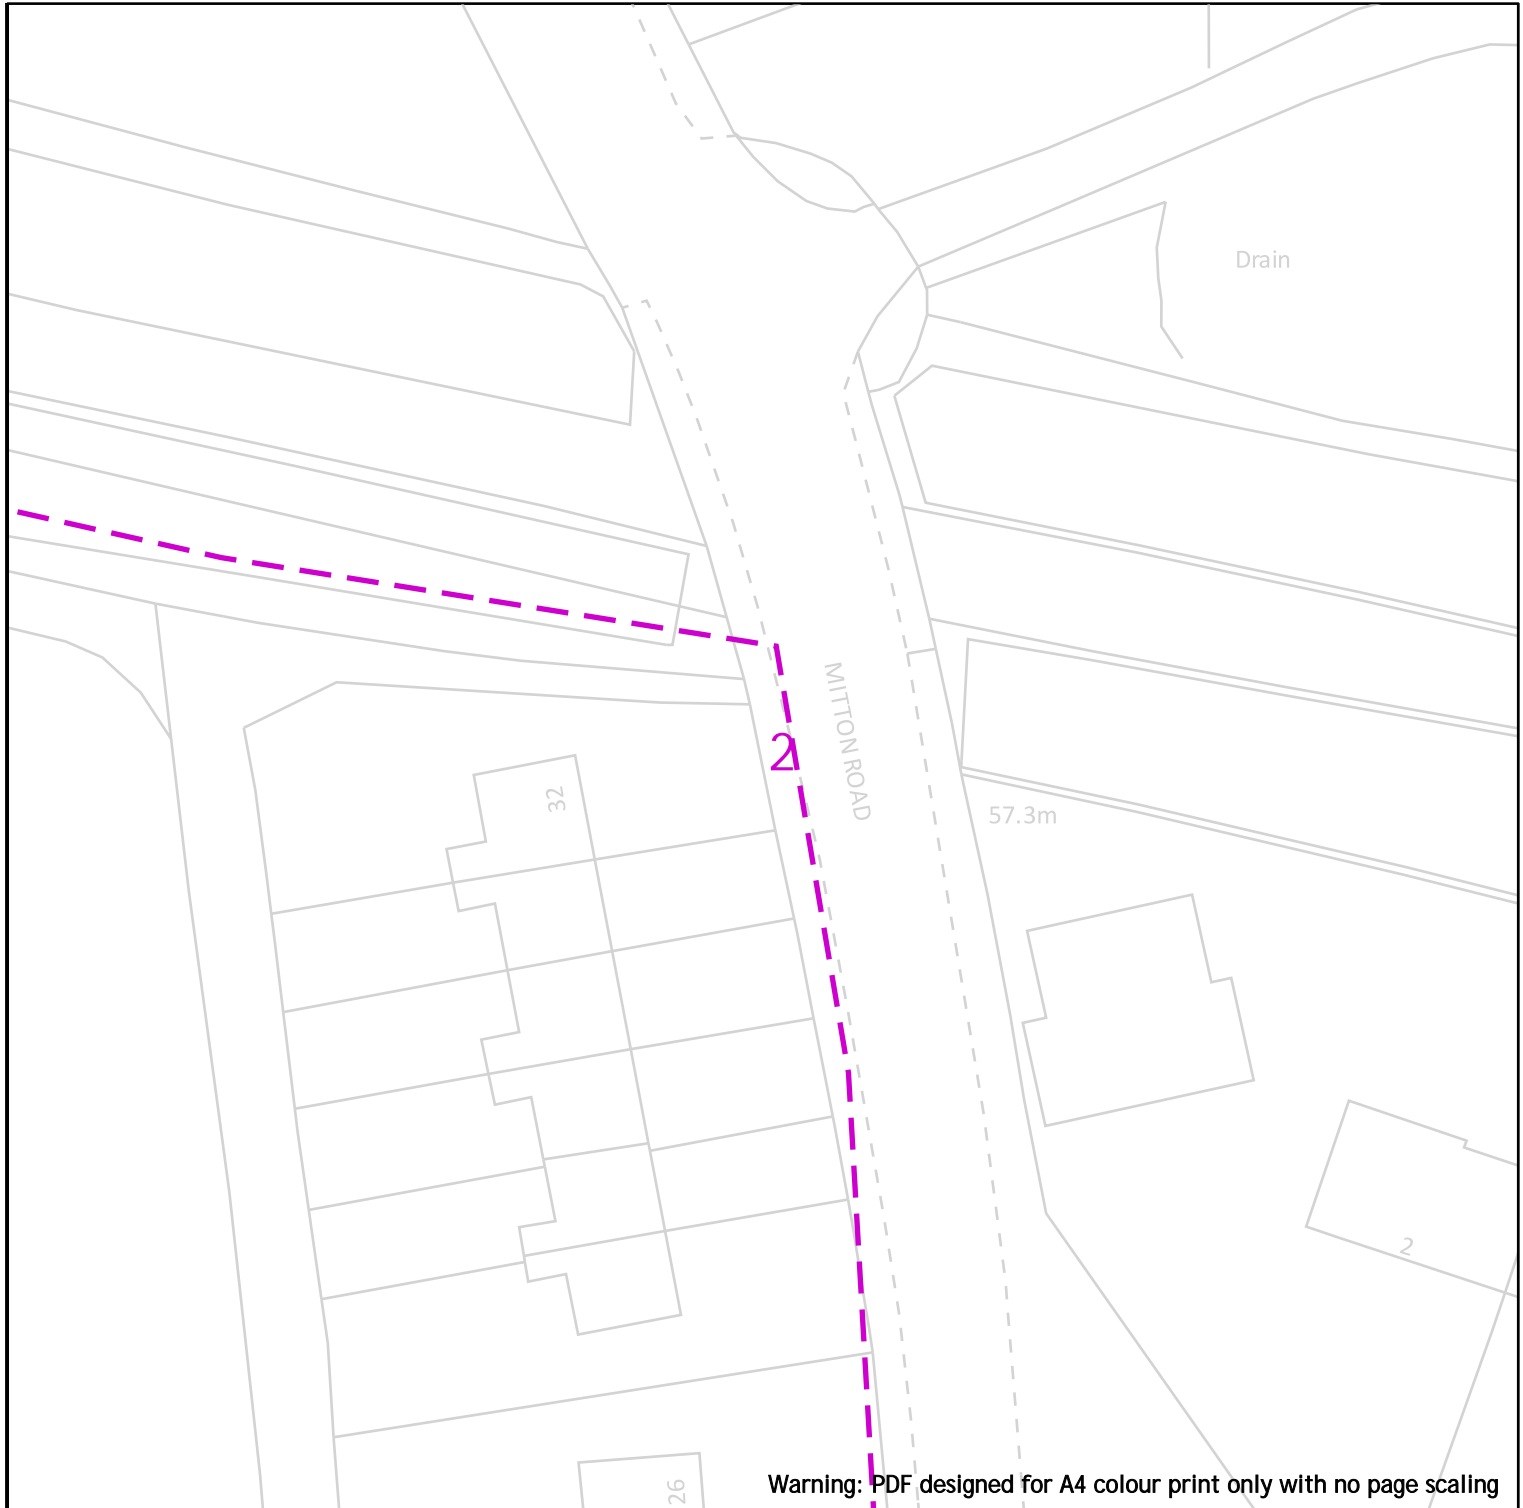 Drain
MITTON ROAD
2
32
57.3m
2
26
Warning: PDF designed for A4 colour print only with no page scaling